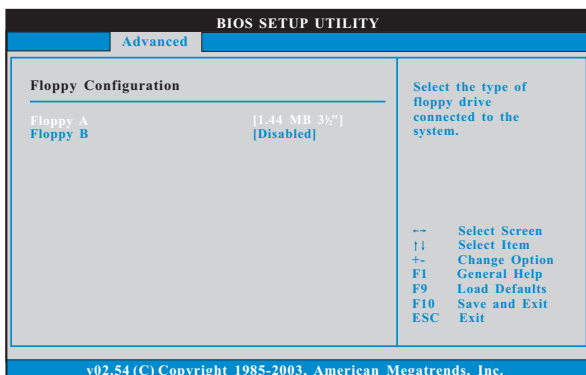 BIOS SETUP UTILITY
Advanced
Floppy Configuration
Floppy A [1.44 MB 3½"]
Floppy B [Disabled]
Select the type of
floppy drive
connected to the
system.
←→ Select Screen
↑↓ Select Item
+- Change Option
F1 General Help
F9 Load Defaults
F10 Save and Exit
ESC Exit
v02.54 (C) Copyright 1985-2003, American Megatrends, Inc.